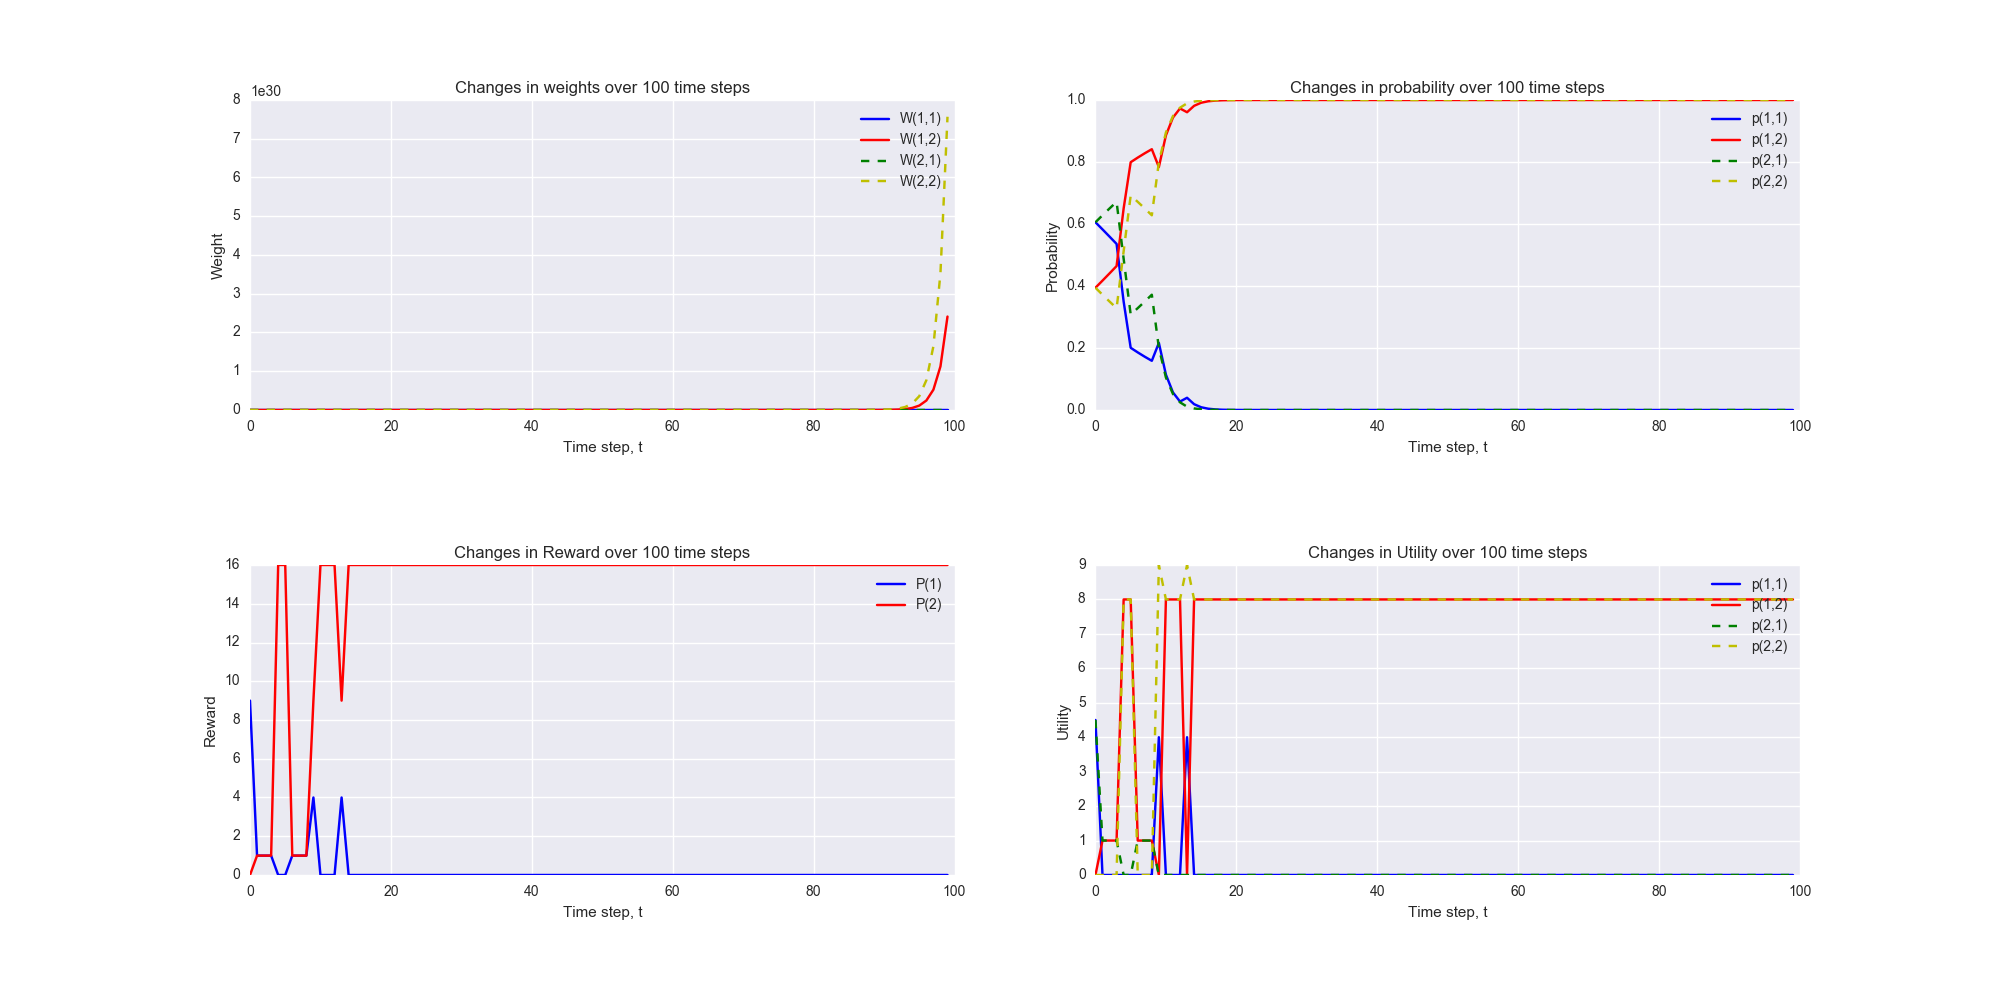 Changes in weights over 100 time steps
1e30
8
7
6
5
4
3
2
1
0
Weight
0 20 40 60 80 100
Time step, t
W(1,1)
W(1,2)
W(2,1)
W(2,2)
Changes in probability over 100 time steps
1.0
0.8
0.6
0.4
0.2
0.0
Probability
0 20 40 60 80 100
Time step, t
p(1,1)
p(1,2)
p(2,1)
p(2,2)
Changes in Reward over 100 time steps
16
14
12
10
8
6
4
2
0
Reward
0 20 40 60 80 100
Time step, t
P(1)
P(2)
Changes in Utility over 100 time steps
9
8
7
6
5
4
3
2
1
0
Utility
0 20 40 60 80 100
Time step, t
p(1,1)
p(1,2)
p(2,1)
p(2,2)